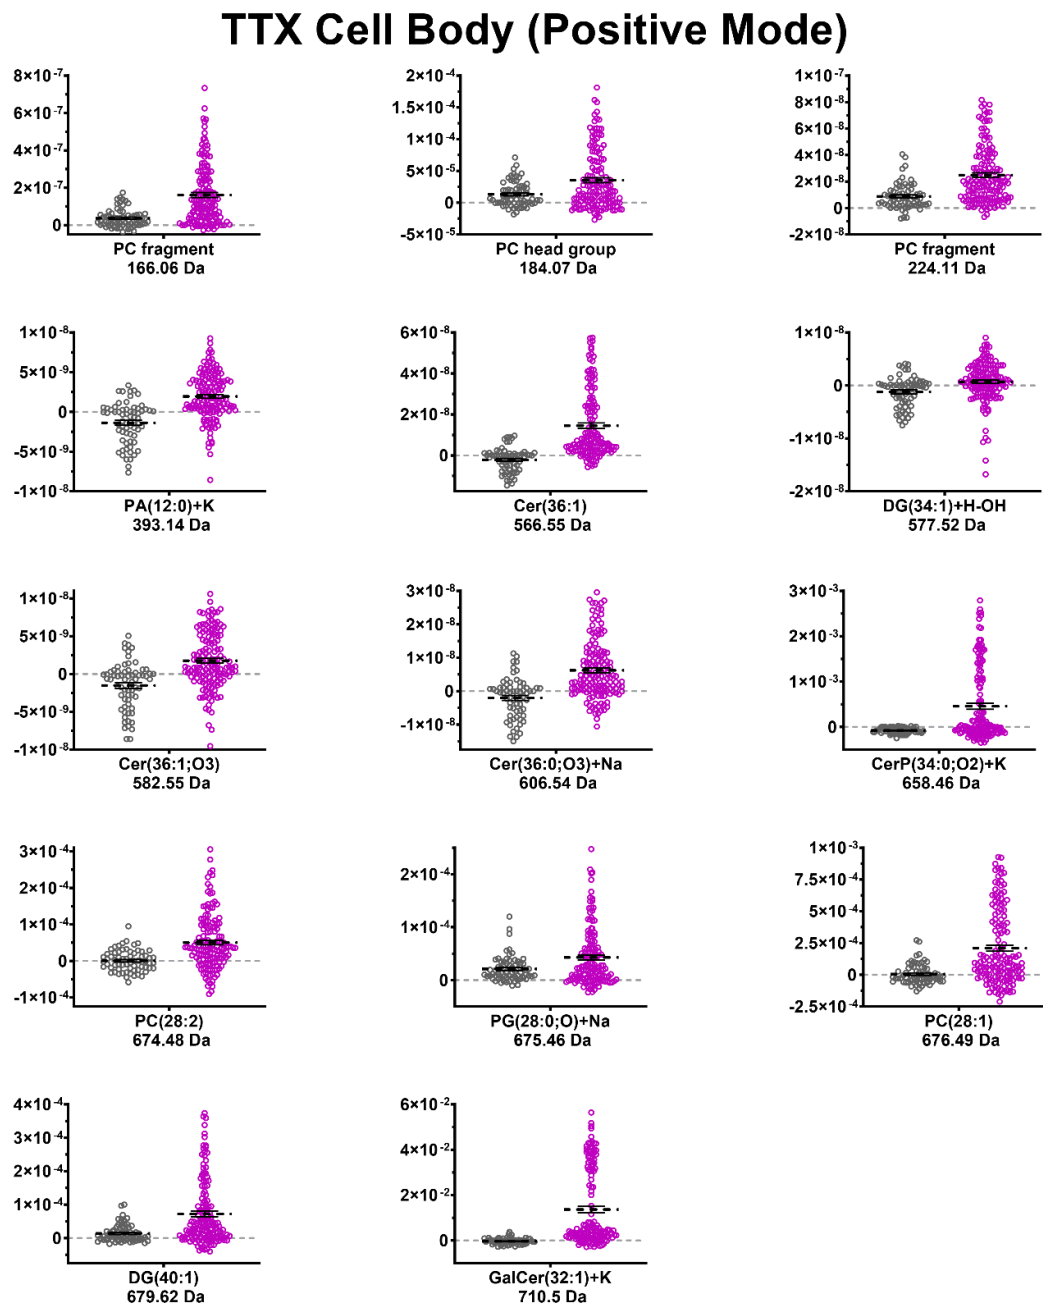 TTX Cell Body (Positive Mode)
8×10⁻⁷
6×10⁻⁷
4×10⁻⁷
2×10⁻⁷
0
PC fragment
166.06 Da
2×10⁻⁴
1.5×10⁻⁴
1×10⁻⁴
5×10⁻⁵
0
-5×10⁻⁵
PC head group
184.07 Da
1×10⁻⁷
8×10⁻⁸
6×10⁻⁸
4×10⁻⁸
2×10⁻⁸
0
-2×10⁻⁸
PC fragment
224.11 Da
1×10⁻⁸
5×10⁻⁹
0
-5×10⁻⁹
-1×10⁻⁸
PA(12:0)+K
393.14 Da
6×10⁻⁸
4×10⁻⁸
2×10⁻⁸
0
Cer(36:1)
566.55 Da
1×10⁻⁸
0
-1×10⁻⁸
-2×10⁻⁸
DG(34:1)+H-OH
577.52 Da
1×10⁻⁸
5×10⁻⁹
0
-5×10⁻⁹
-1×10⁻⁸
Cer(36:1;O3)
582.55 Da
3×10⁻⁸
2×10⁻⁸
1×10⁻⁸
0
-1×10⁻⁸
Cer(36:0;O3)+Na
606.54 Da
3×10⁻³
2×10⁻³
1×10⁻³
0
CerP(34:0;O2)+K
658.46 Da
3×10⁻⁴
2×10⁻⁴
1×10⁻⁴
0
-1×10⁻⁴
PC(28:2)
674.48 Da
2×10⁻⁴
1×10⁻⁴
0
PG(28:0;O)+Na
675.46 Da
1×10⁻³
7.5×10⁻⁴
5×10⁻⁴
2.5×10⁻⁴
0
-2.5×10⁻⁴
PC(28:1)
676.49 Da
4×10⁻⁴
3×10⁻⁴
2×10⁻⁴
1×10⁻⁴
0
DG(40:1)
679.62 Da
6×10⁻²
4×10⁻²
2×10⁻²
0
GalCer(32:1)+K
710.5 Da